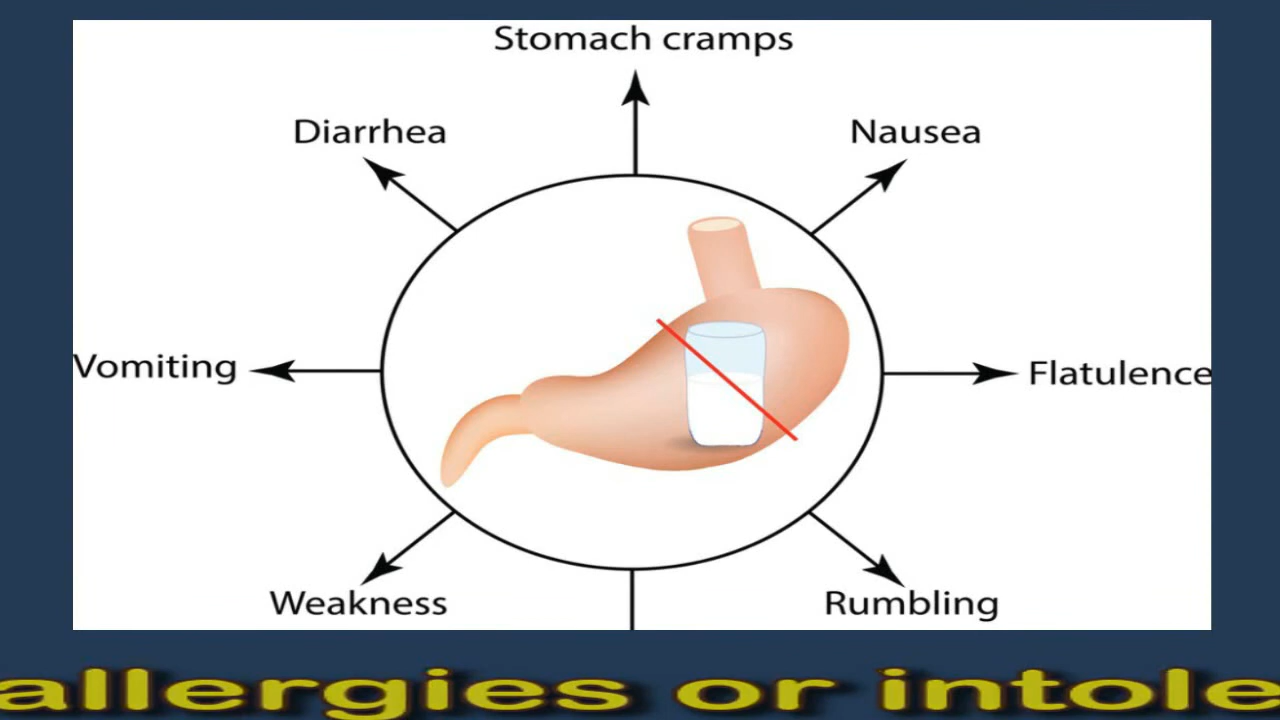 Stomach cramps
Diarrhea
Nausea
Vomiting
Flatulence
Weakness
Rumbling
allergies or intole